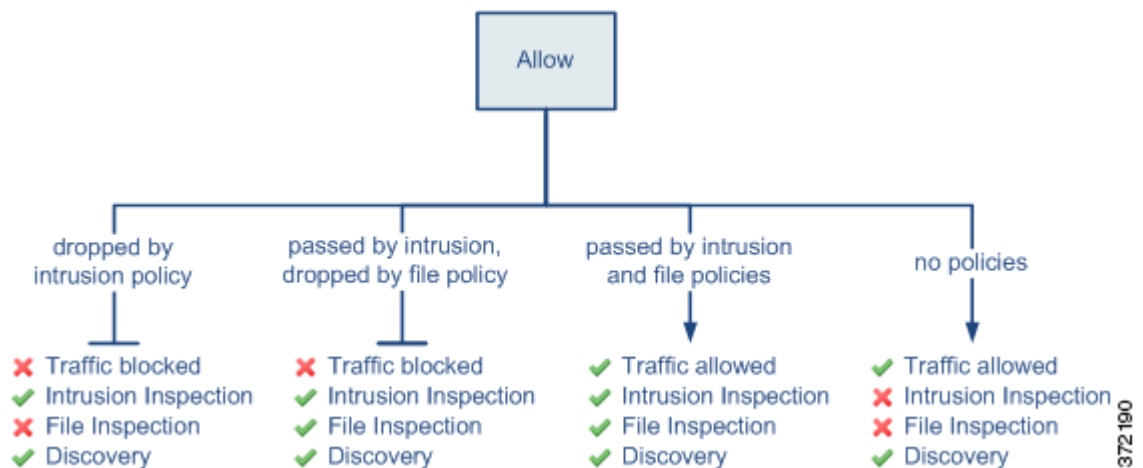 Allow
dropped by
intrusion policy
passed by intrusion,
dropped by file policy
passed by intrusion
and file policies
no policies
Traffic blocked
Intrusion Inspection
File Inspection
Discovery
Traffic blocked
Intrusion Inspection
File Inspection
Discovery
Traffic allowed
Intrusion Inspection
File Inspection
Discovery
Traffic allowed
Intrusion Inspection
File Inspection
Discovery
372190